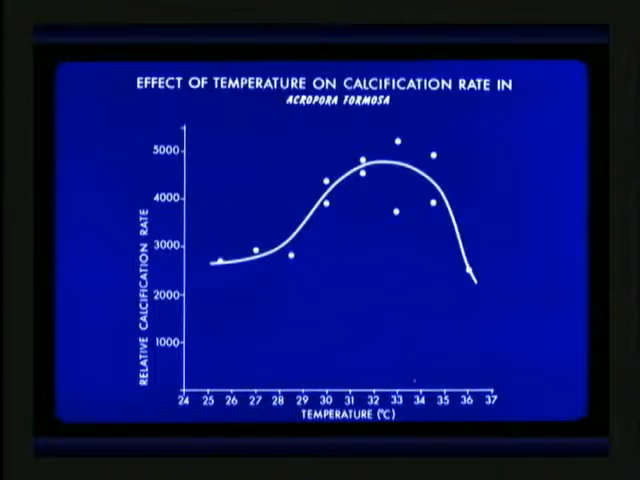 EFFECT OF TEMPERATURE ON CALCIFICATION RATE IN
ACROPORA FORMOSA
RELATIVE CALCIFICATION RATE
5000
4000
3000
2000
1000
24 25 26 27 28 29 30 31 32 33 34 35 36 37
TEMPERATURE (°C)